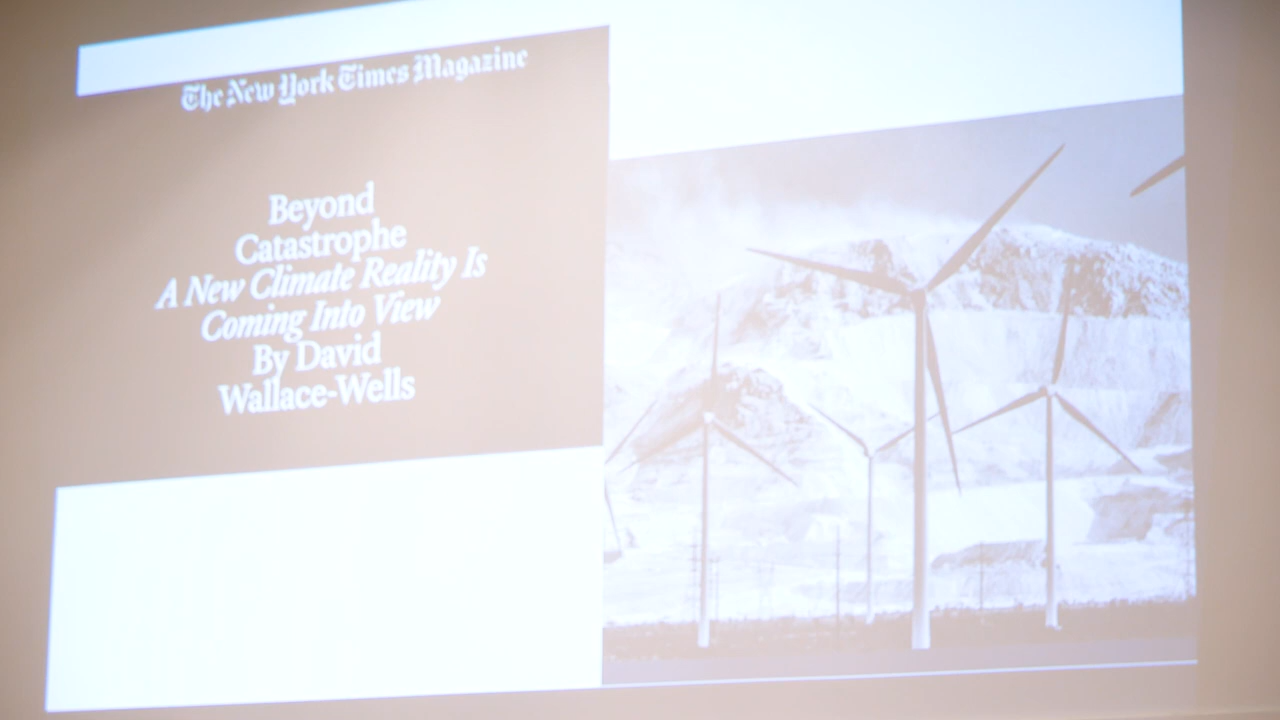 The New York Times Magazine
Beyond
Catastrophe
A New Climate Reality Is
Coming Into View
By David
Wallace-Wells